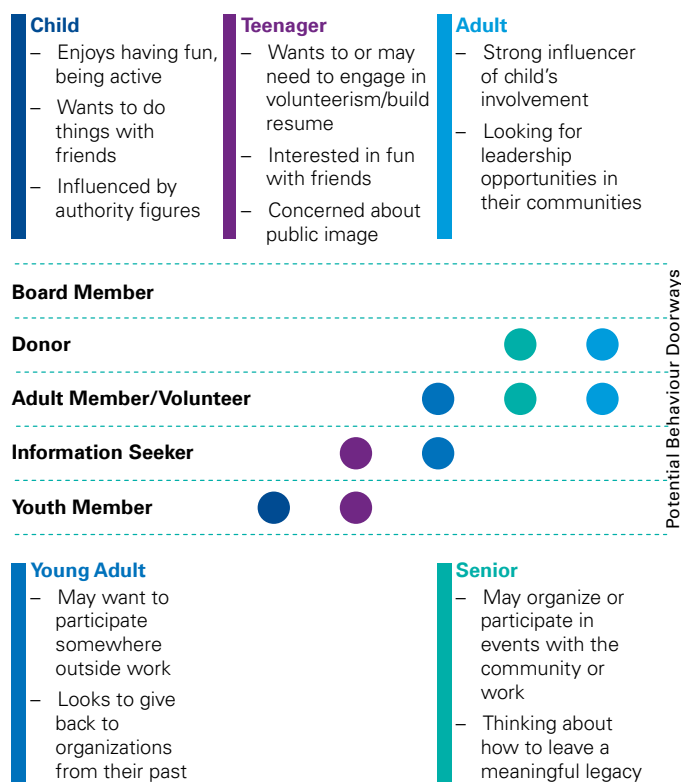 Child
– Enjoys having fun,
being active
– Wants to do
things with
friends
– Influenced by
authority figures
Teenager
– Wants to or may
need to engage in
volunteerism/build
resume
– Interested in fun
with friends
– Concerned about
public image
Adult
– Strong influencer
of child's
involvement
– Looking for
leadership
opportunities in
their communities
Board Member
Donor
Adult Member/Volunteer
Information Seeker
Youth Member
Potential Behaviour Doorways
Young Adult
– May want to
participate
somewhere
outside work
– Looks to give
back to
organizations
from their past
Senior
– May organize or
participate in
events with the
community or
work
– Thinking about
how to leave a
meaningful legacy